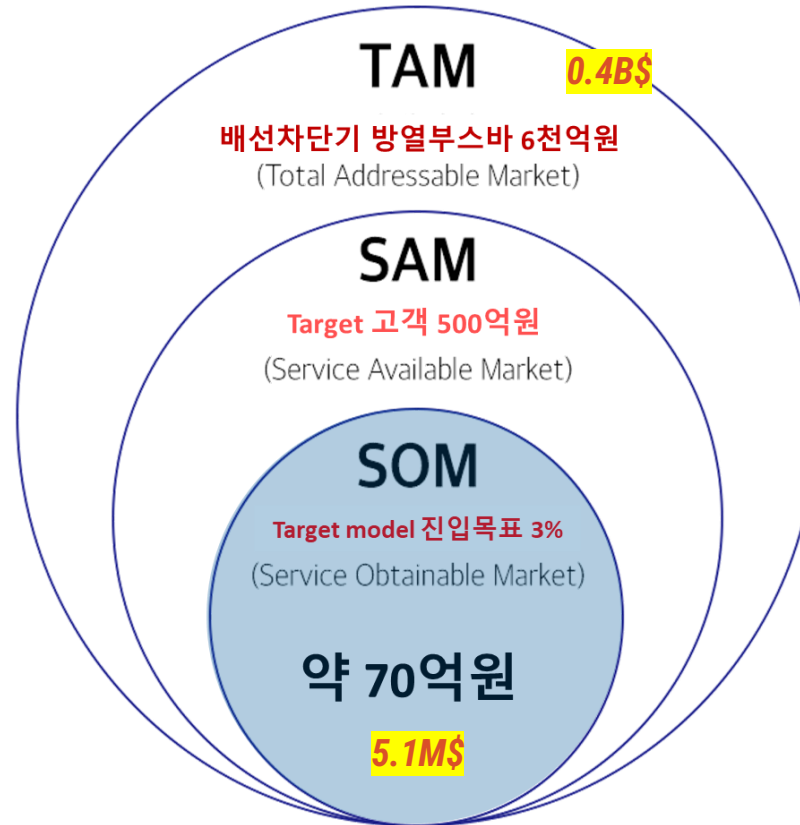 TAM
0.4B$
배선차단기 방열부스바 6천억원
(Total Addressable Market)
SAM
Target 고객 500억원
(Service Available Market)
SOM
Target model 진입목표 3%
(Service Obtainable Market)
약 70억원
5.1M$